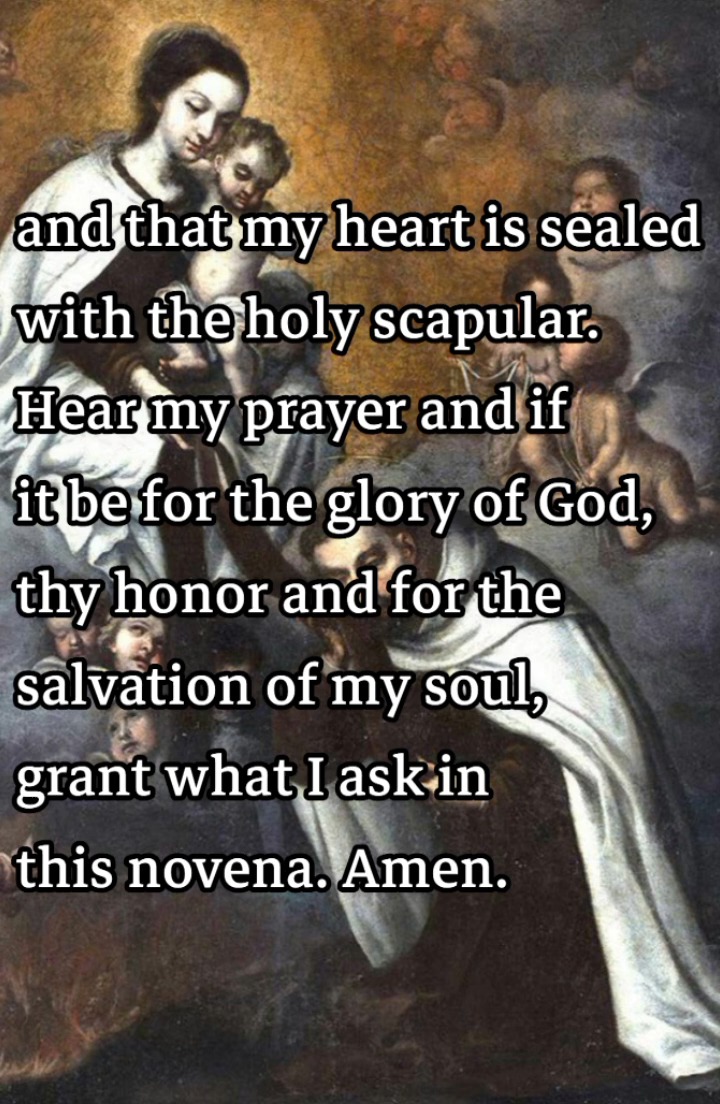 and that my heart is sealed
with the holy scapular.
Hear my prayer and if
it be for the glory of God,
thy honor and for the
salvation of my soul,
grant what I ask in
this novena. Amen.